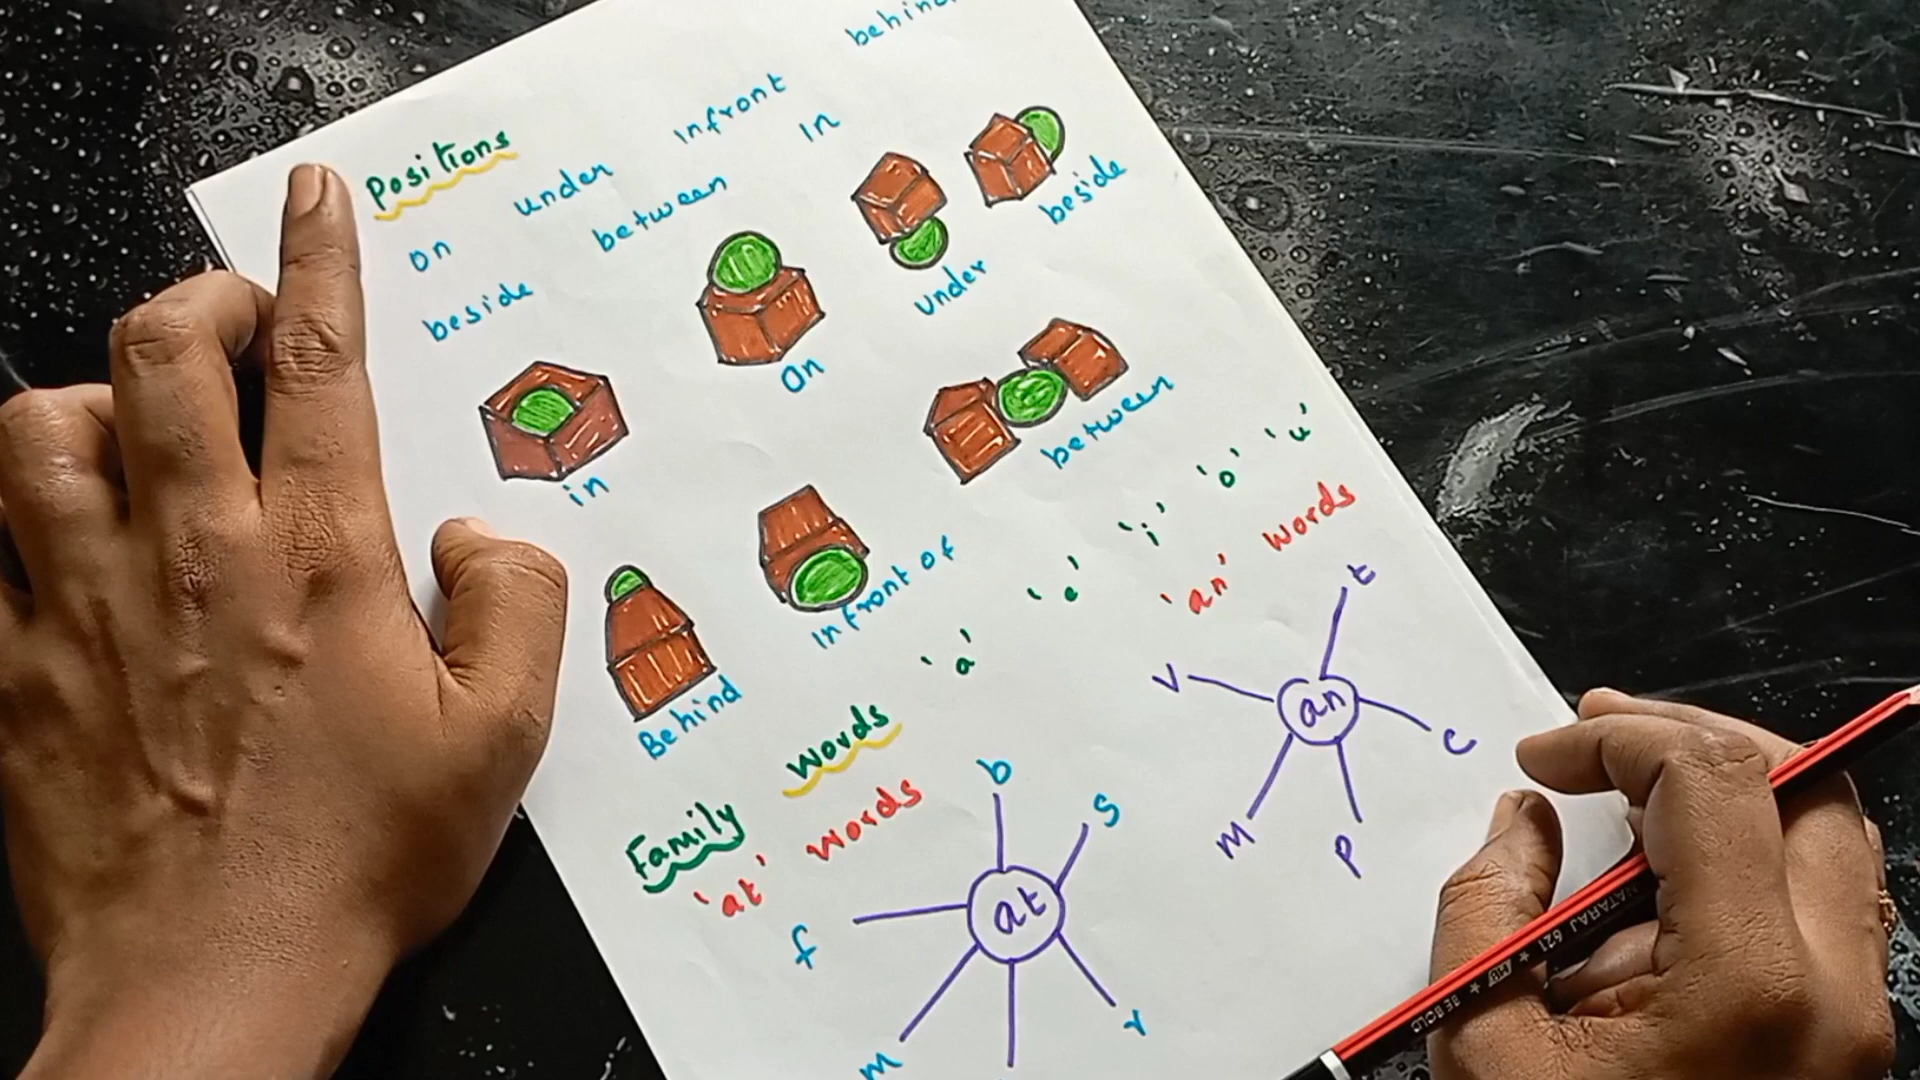 Positions
on under infront behind
beside between in
in On under beside
Behind infront of between
Family Words 'a' 'e' 'i' 'o' 'u'
'at' words
b
s
f
at
m
r
'an' words
t
v
an
c
m
p
NATARAJ 621 HB BE BOLD